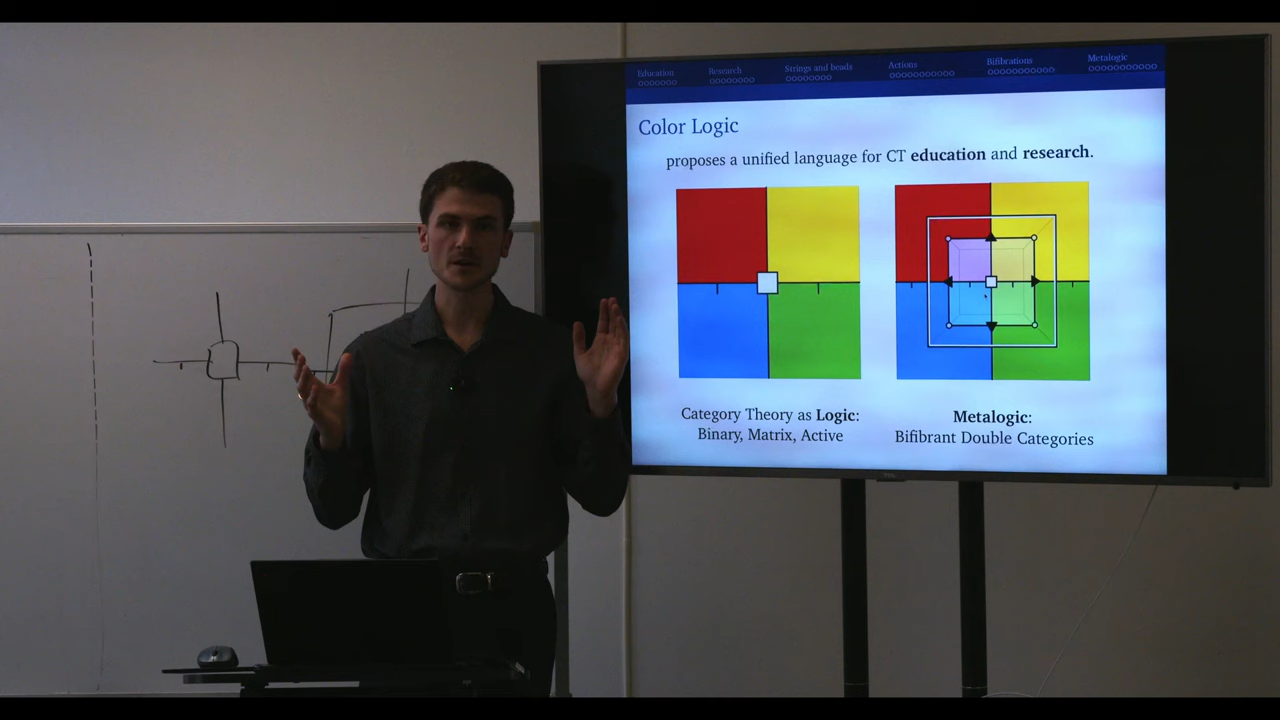 Education Research Strings and beads Actions Bifibrations Metalogic
Color Logic
proposes a unified language for CT education and research.
Category Theory as Logic:
Binary, Matrix, Active
Metalogic:
Bifibrant Double Categories